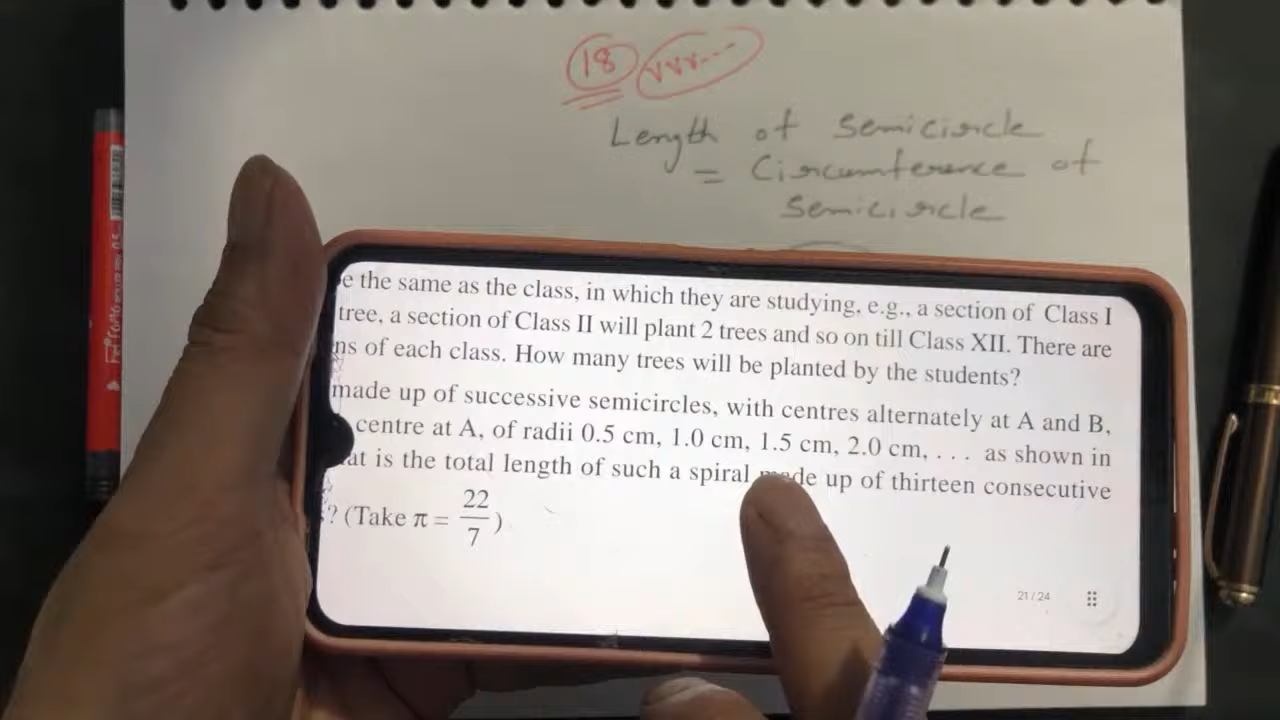 18 vvv...
Length of semicircle
= Circumference of
semicircle
e the same as the class, in which they are studying, e.g., a section of Class I
tree, a section of Class II will plant 2 trees and so on till Class XII. There are
ns of each class. How many trees will be planted by the students?
made up of successive semicircles, with centres alternately at A and B,
centre at A, of radii 0.5 cm, 1.0 cm, 1.5 cm, 2.0 cm, . . . as shown in
at is the total length of such a spiral made up of thirteen consecutive
? (Take π = 22/7)
21 / 24